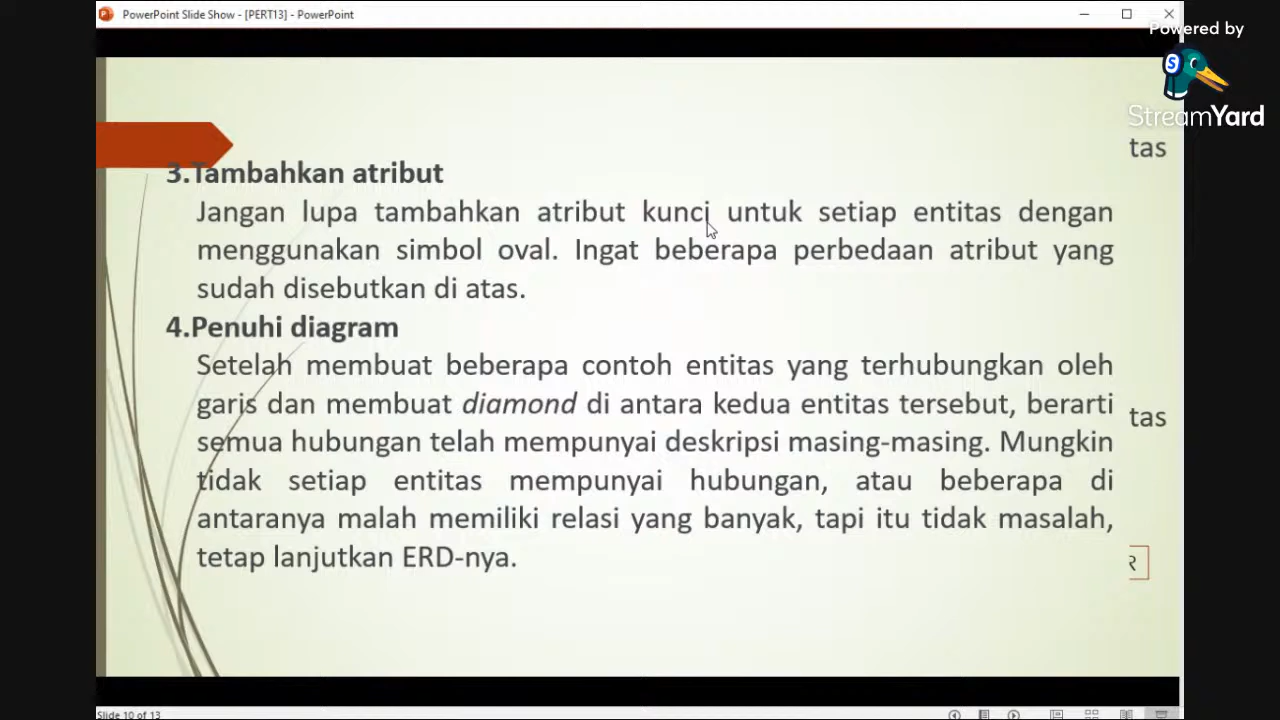 PowerPoint Slide Show - [PERT13] - PowerPoint
Powered by
StreamYard
tas
3.Tambahkan atribut
Jangan lupa tambahkan atribut kunci untuk setiap entitas dengan
menggunakan simbol oval. Ingat beberapa perbedaan atribut yang
sudah disebutkan di atas.
4.Penuhi diagram
Setelah membuat beberapa contoh entitas yang terhubungkan oleh
garis dan membuat diamond di antara kedua entitas tersebut, berarti
tas
semua hubungan telah mempunyai deskripsi masing-masing. Mungkin
tidak setiap entitas mempunyai hubungan, atau beberapa di
antaranya malah memiliki relasi yang banyak, tapi itu tidak masalah,
tetap lanjutkan ERD-nya.
R
Slide 10 of 13